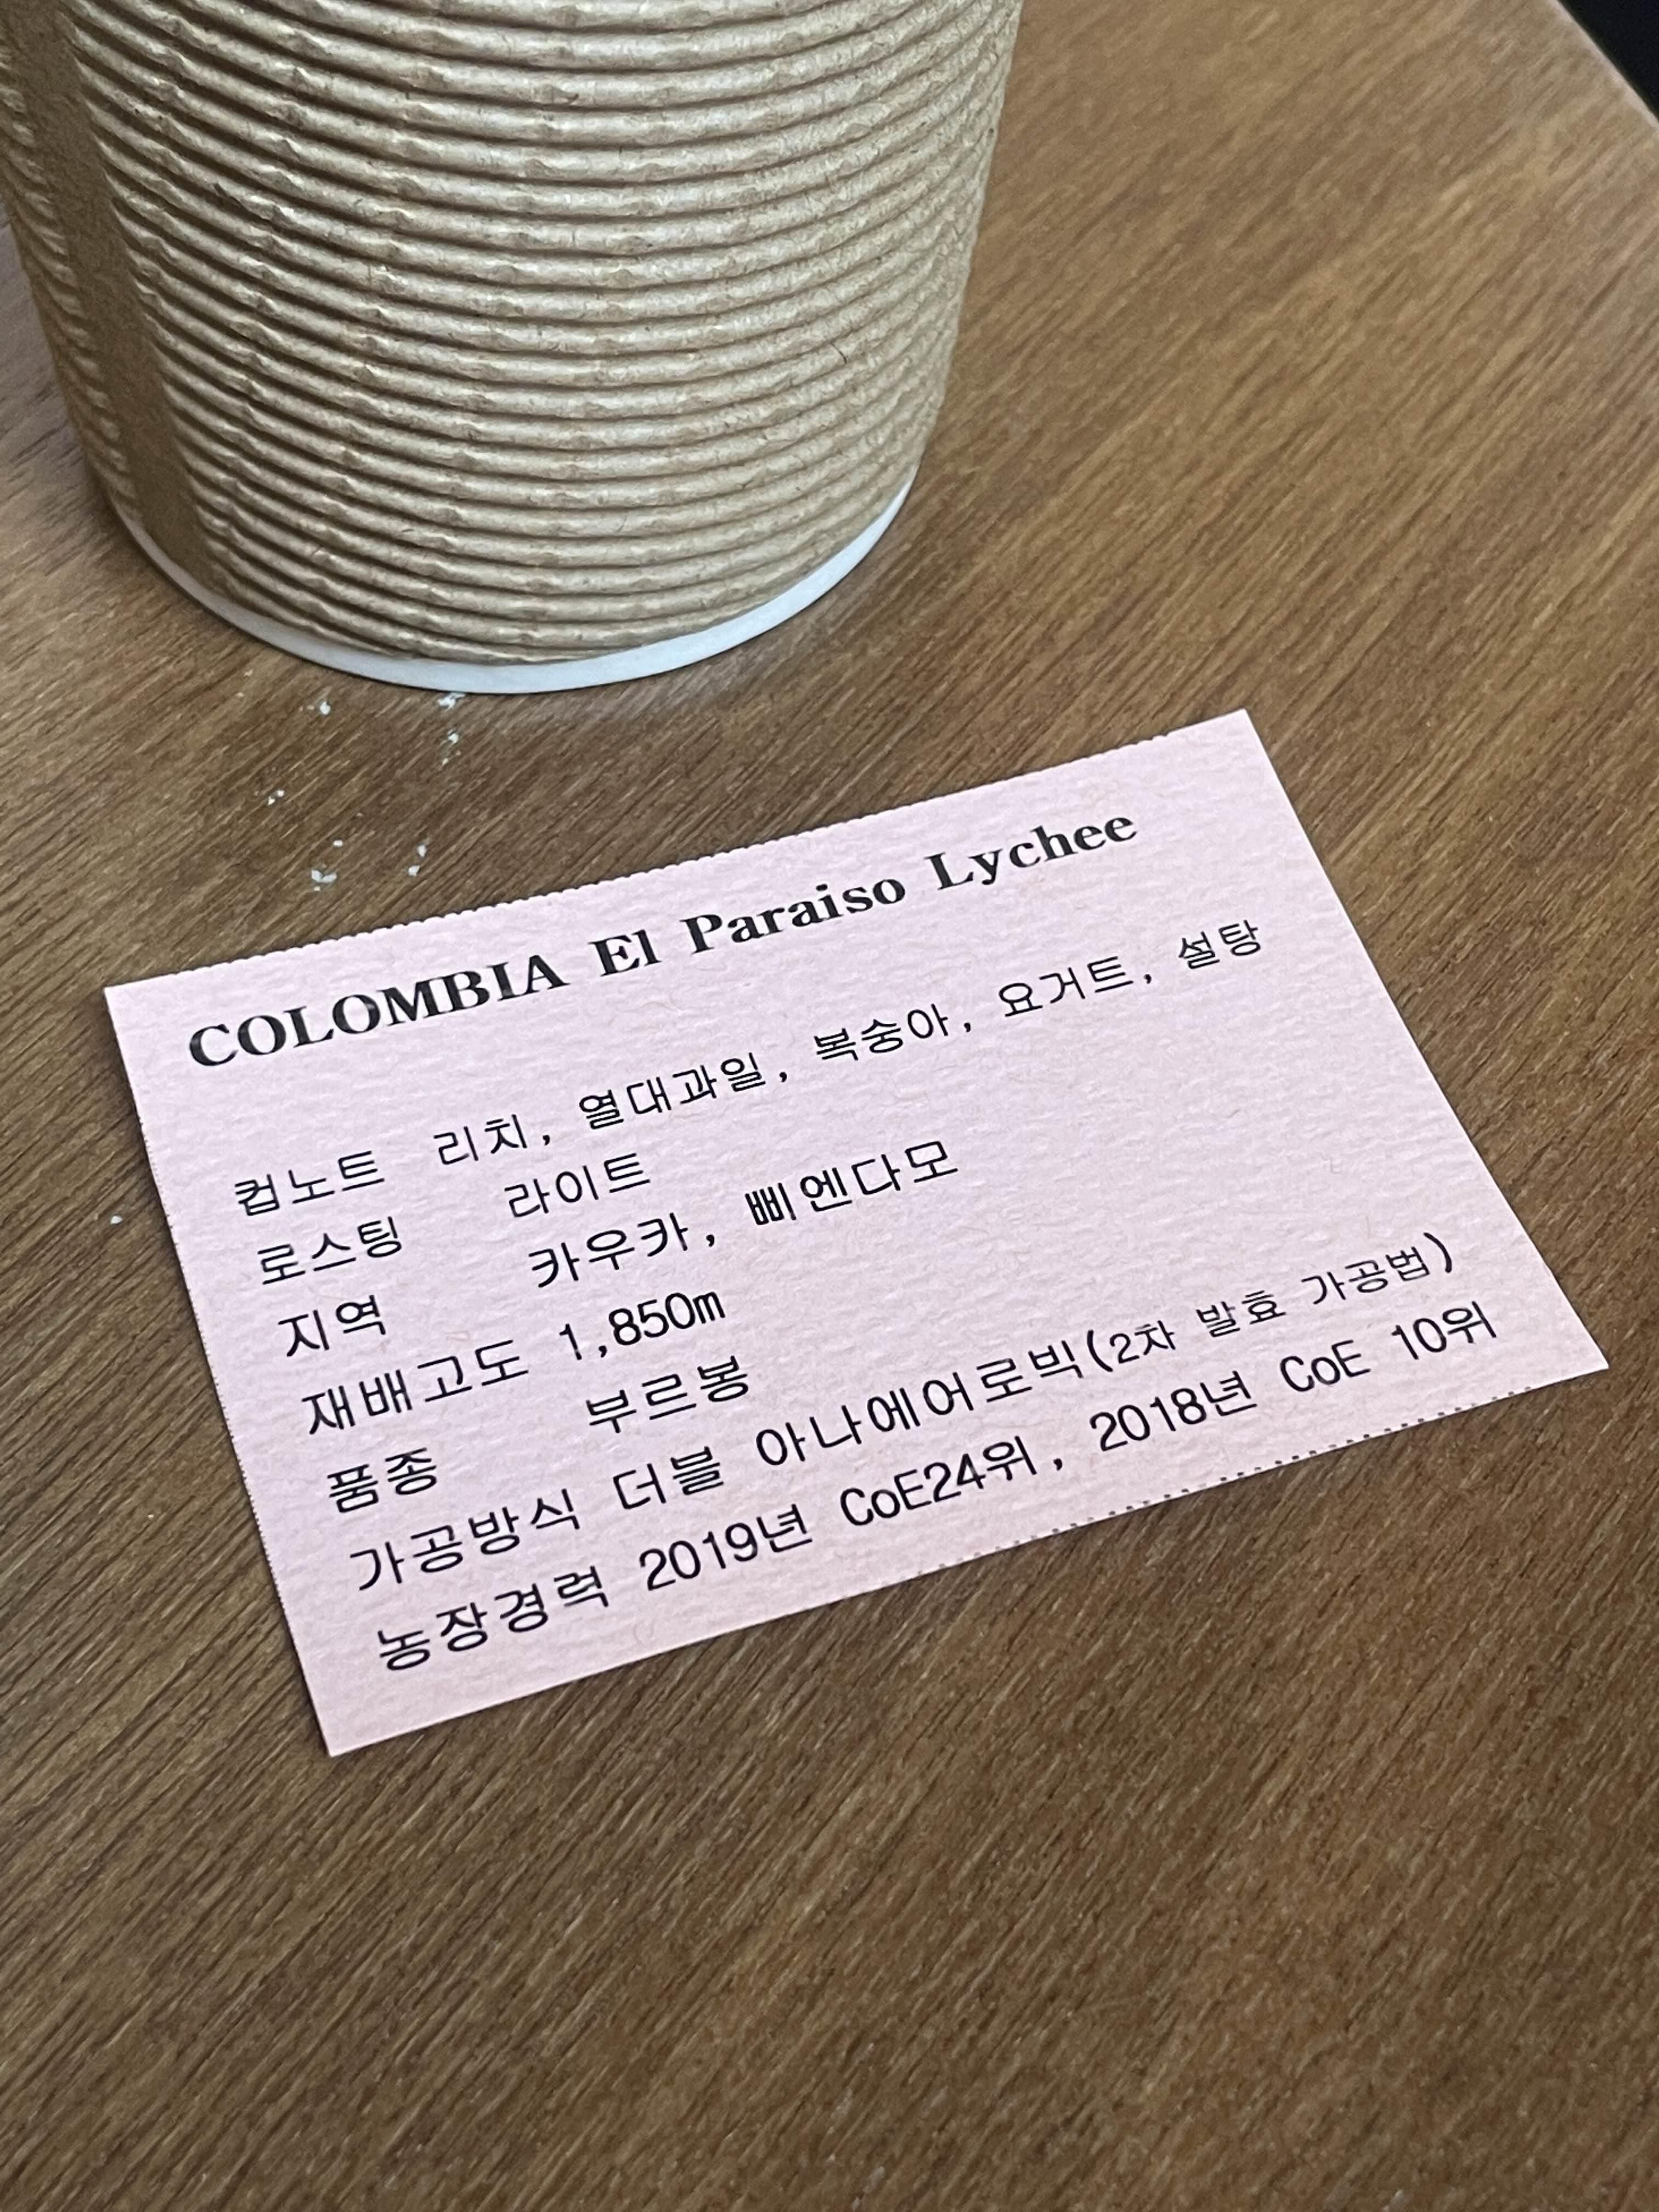 COLOMBIA El Paraiso Lychee
컵노트 리치, 열대과일, 복숭아, 요거트, 설탕
로스팅 라이트
지역 카우카, 삐엔다모
재배고도 1,850m
품종 부르봉
가공방식 더블 아나에어로빅(2차 발효 가공법)
농장경력 2019년 CoE24위, 2018년 CoE 10위